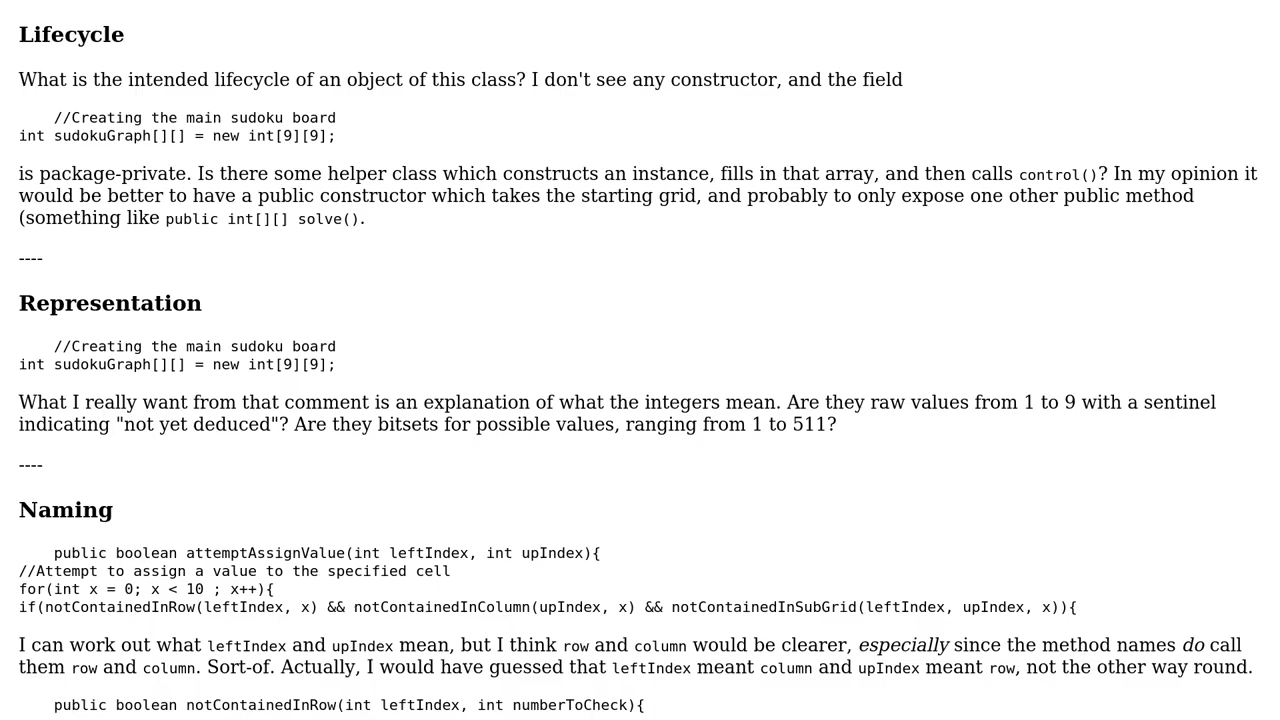 Lifecycle
What is the intended lifecycle of an object of this class? I don't see any constructor, and the field
//Creating the main sudoku board
int sudokuGraph[][] = new int[9][9];
is package-private. Is there some helper class which constructs an instance, fills in that array, and then calls control()? In my opinion it
would be better to have a public constructor which takes the starting grid, and probably to only expose one other public method
(something like public int[][] solve().
----
Representation
//Creating the main sudoku board
int sudokuGraph[][] = new int[9][9];
What I really want from that comment is an explanation of what the integers mean. Are they raw values from 1 to 9 with a sentinel
indicating "not yet deduced"? Are they bitsets for possible values, ranging from 1 to 511?
----
Naming
public boolean attemptAssignValue(int leftIndex, int upIndex){
//Attempt to assign a value to the specified cell
for(int x = 0; x < 10 ; x++){
if(notContainedInRow(leftIndex, x) && notContainedInColumn(upIndex, x) && notContainedInSubGrid(leftIndex, upIndex, x)){
I can work out what leftIndex and upIndex mean, but I think row and column would be clearer, especially since the method names do call
them row and column. Sort-of. Actually, I would have guessed that leftIndex meant column and upIndex meant row, not the other way round.
public boolean notContainedInRow(int leftIndex, int numberToCheck){